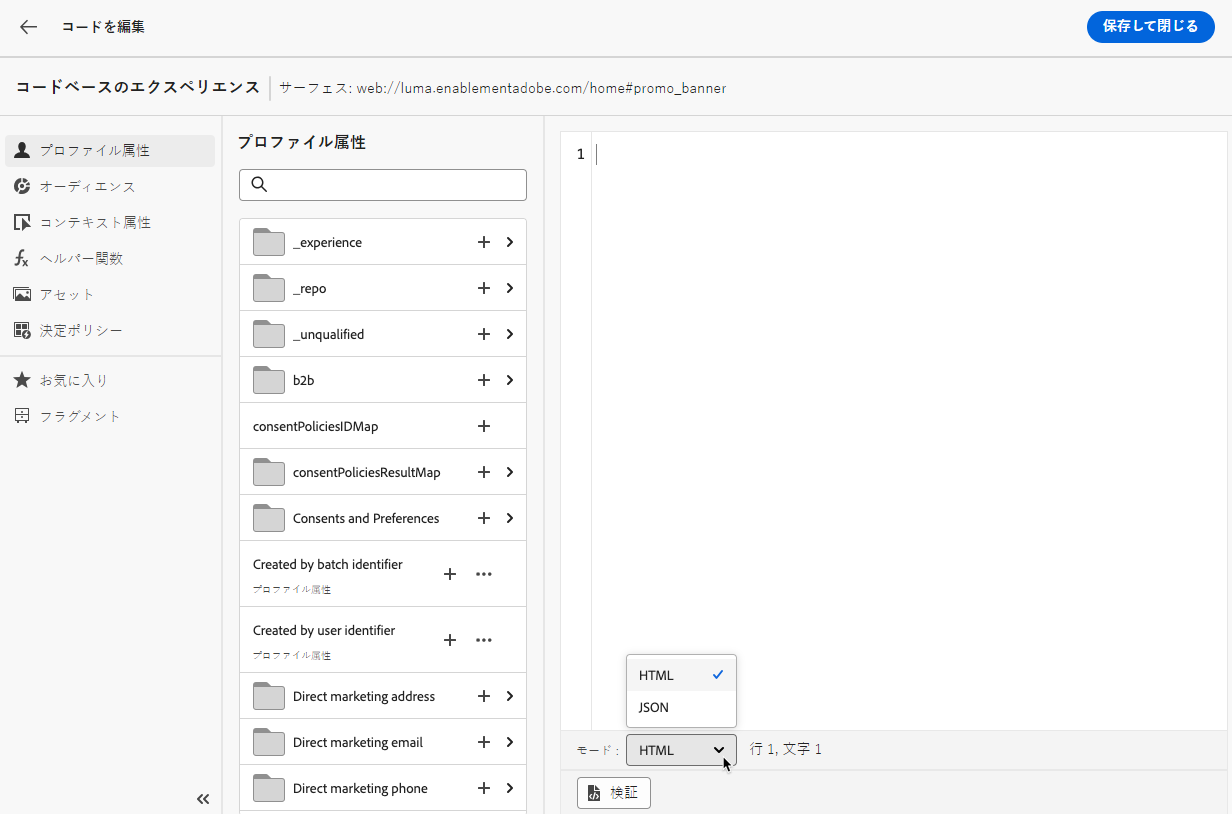 コードを編集
保存して閉じる
コードベースのエクスペリエンス
サーフェス: web://luma.enablementadobe.com/home#promo_banner
プロファイル属性
オーディエンス
コンテキスト属性
ヘルパー関数
アセット
決定ポリシー
お気に入り
フラグメント
プロファイル属性
_experience
_repo
_unqualified
b2b
consentPoliciesIDMap
consentPoliciesResultMap
Consents and Preferences
Created by batch identifier
プロファイル属性
Created by user identifier
プロファイル属性
Direct marketing address
Direct marketing email
Direct marketing phone
1
HTML
JSON
モード : HTML 行 1, 文字 1
検証